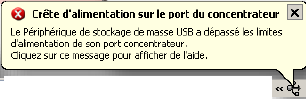 Crête d'alimentation sur le port du concentrateur
Le Périphérique de stockage de masse USB a dépassé les limites
d'alimentation de son port concentrateur.
Cliquez sur ce message pour afficher de l'aide.